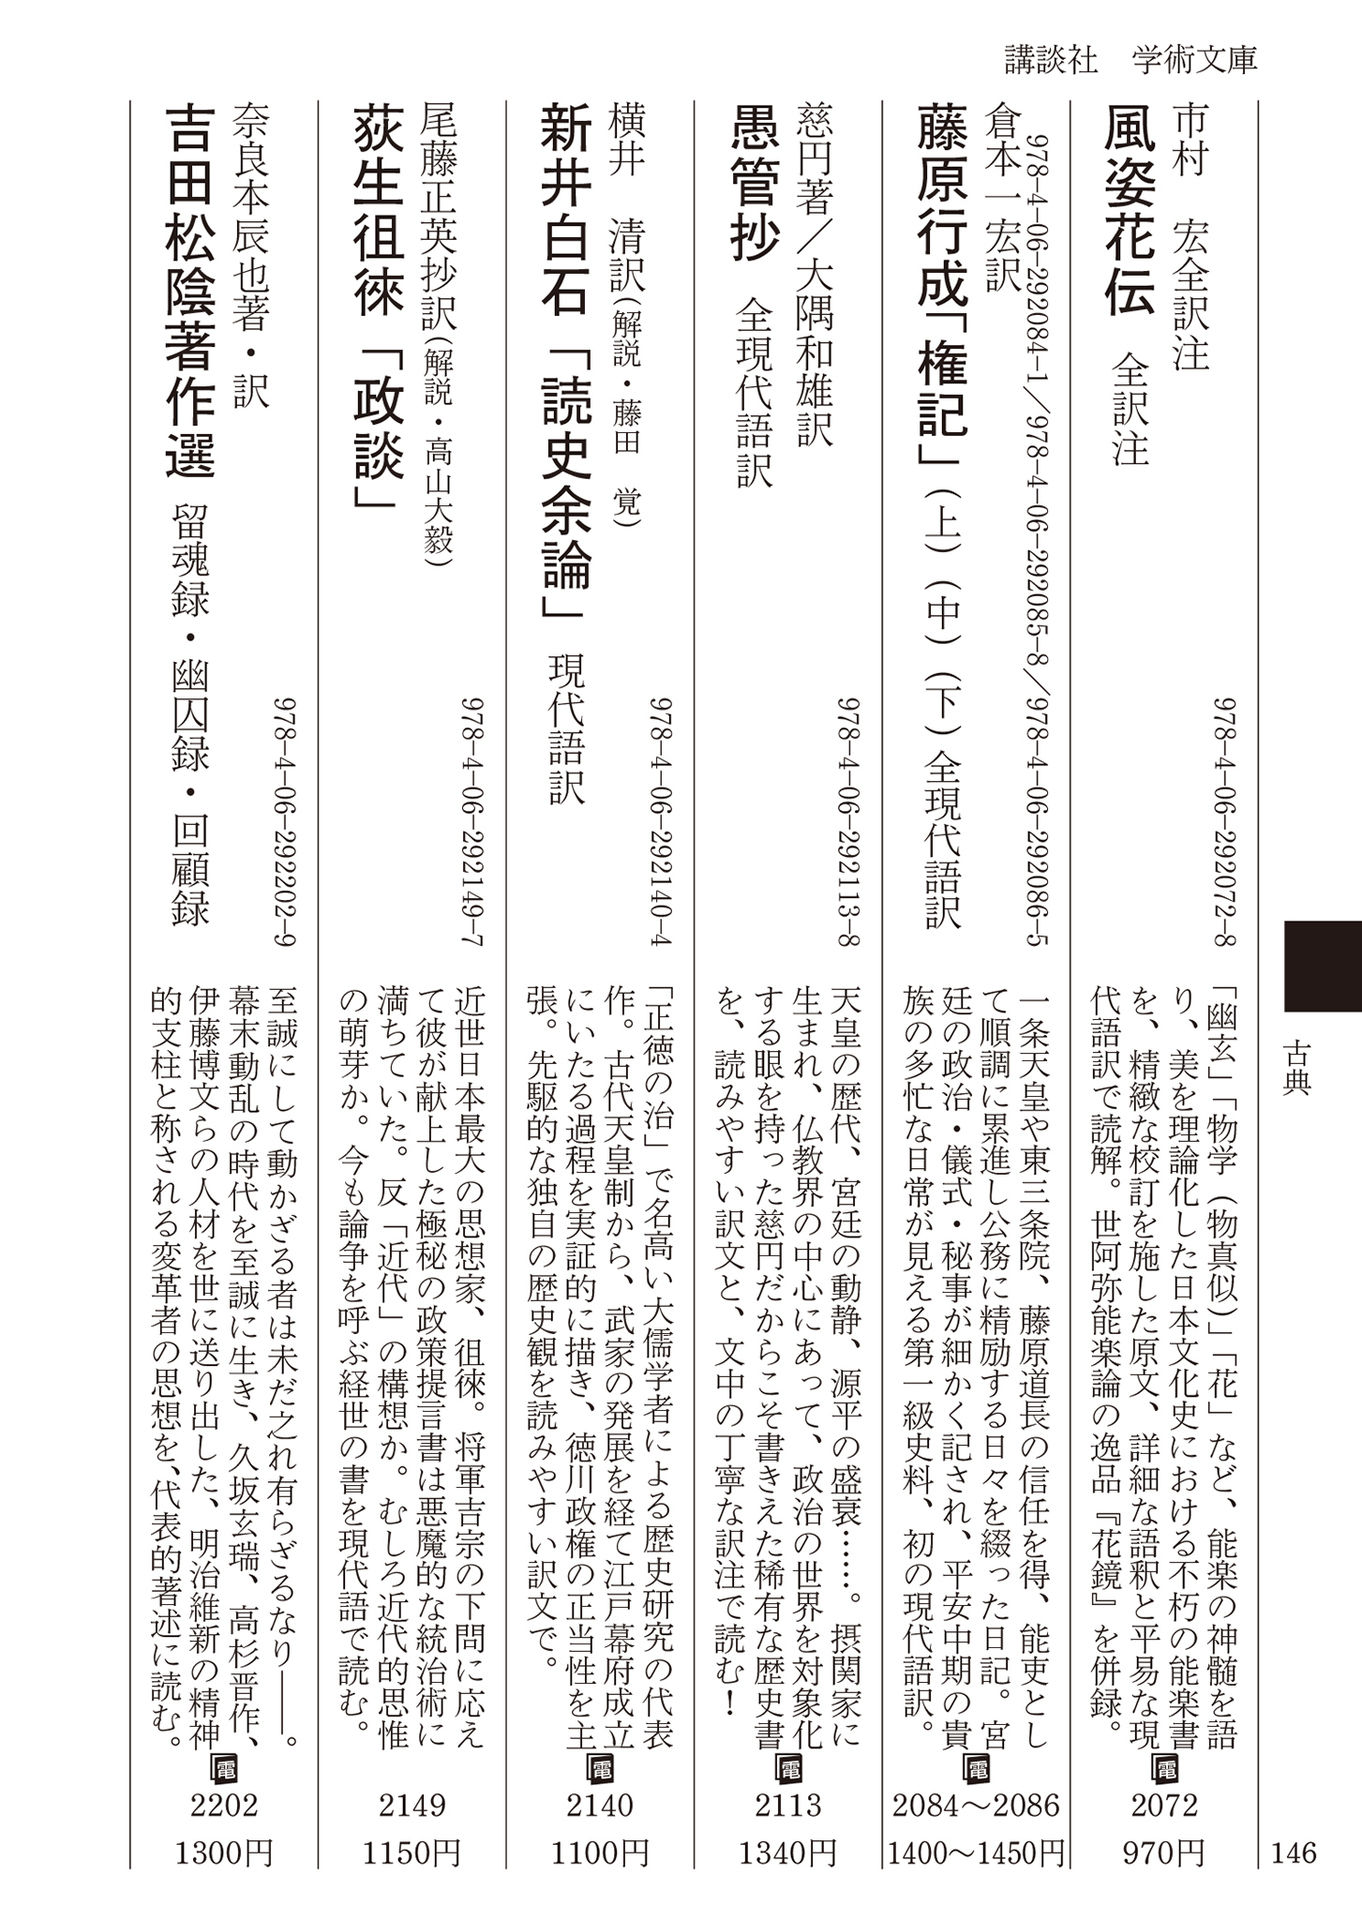 講談社　学術文庫
古典
146
市村　宏全訳注
風姿花伝　全訳注
978-4-06-292072-8
「幽玄」「物学（物真似）」「花」など、能楽の神髄を語
り、美を理論化した日本文化史における不朽の能楽書
を、精緻な校訂を施した原文、詳細な語釈と平易な現
代語訳で読解。世阿弥能楽論の逸品『花鏡』を併録。
電
2072
970円
978-4-06-292084-1／978-4-06-292085-8／978-4-06-292086-5
倉本一宏訳
藤原行成「権記」（上）（中）（下）全現代語訳
一条天皇や東三条院、藤原道長の信任を得、能吏とし
て順調に累進し公務に精励する日々を綴った日記。宮
廷の政治・儀式・秘事が細かく記され、平安中期の貴
族の多忙な日常が見える第一級史料、初の現代語訳。
電
2084〜2086
1400〜1450円
慈円著／大隅和雄訳
愚管抄　全現代語訳
978-4-06-292113-8
天皇の歴代、宮廷の動静、源平の盛衰……。摂関家に
生まれ、仏教界の中心にあって、政治の世界を対象化
する眼を持った慈円だからこそ書きえた稀有な歴史書
を、読みやすい訳文と、文中の丁寧な訳注で読む！
電
2113
1340円
横井　清訳（解説・藤田　覚）
新井白石「読史余論」　現代語訳
978-4-06-292140-4
「正徳の治」で名高い大儒学者による歴史研究の代表
作。古代天皇制から、武家の発展を経て江戸幕府成立
にいたる過程を実証的に描き、徳川政権の正当性を主
張。先駆的な独自の歴史観を読みやすい訳文で。
電
2140
1100円
尾藤正英抄訳（解説・高山大毅）
荻生徂徠「政談」
978-4-06-292149-7
近世日本最大の思想家、徂徠。将軍吉宗の下問に応え
て彼が献上した極秘の政策提言書は悪魔的な統治術に
満ちていた。反「近代」の構想か。むしろ近代的思惟
の萌芽か。今も論争を呼ぶ経世の書を現代語で読む。
2149
1150円
奈良本辰也著・訳
吉田松陰著作選　留魂録・幽囚録・回顧録
978-4-06-292202-9
至誠にして動かざる者は未だ之れ有らざるなり——。
幕末動乱の時代を至誠に生き、久坂玄瑞、高杉晋作、
伊藤博文らの人材を世に送り出した、明治維新の精神
的支柱と称される変革者の思想を、代表的著述に読む。
電
2202
1300円